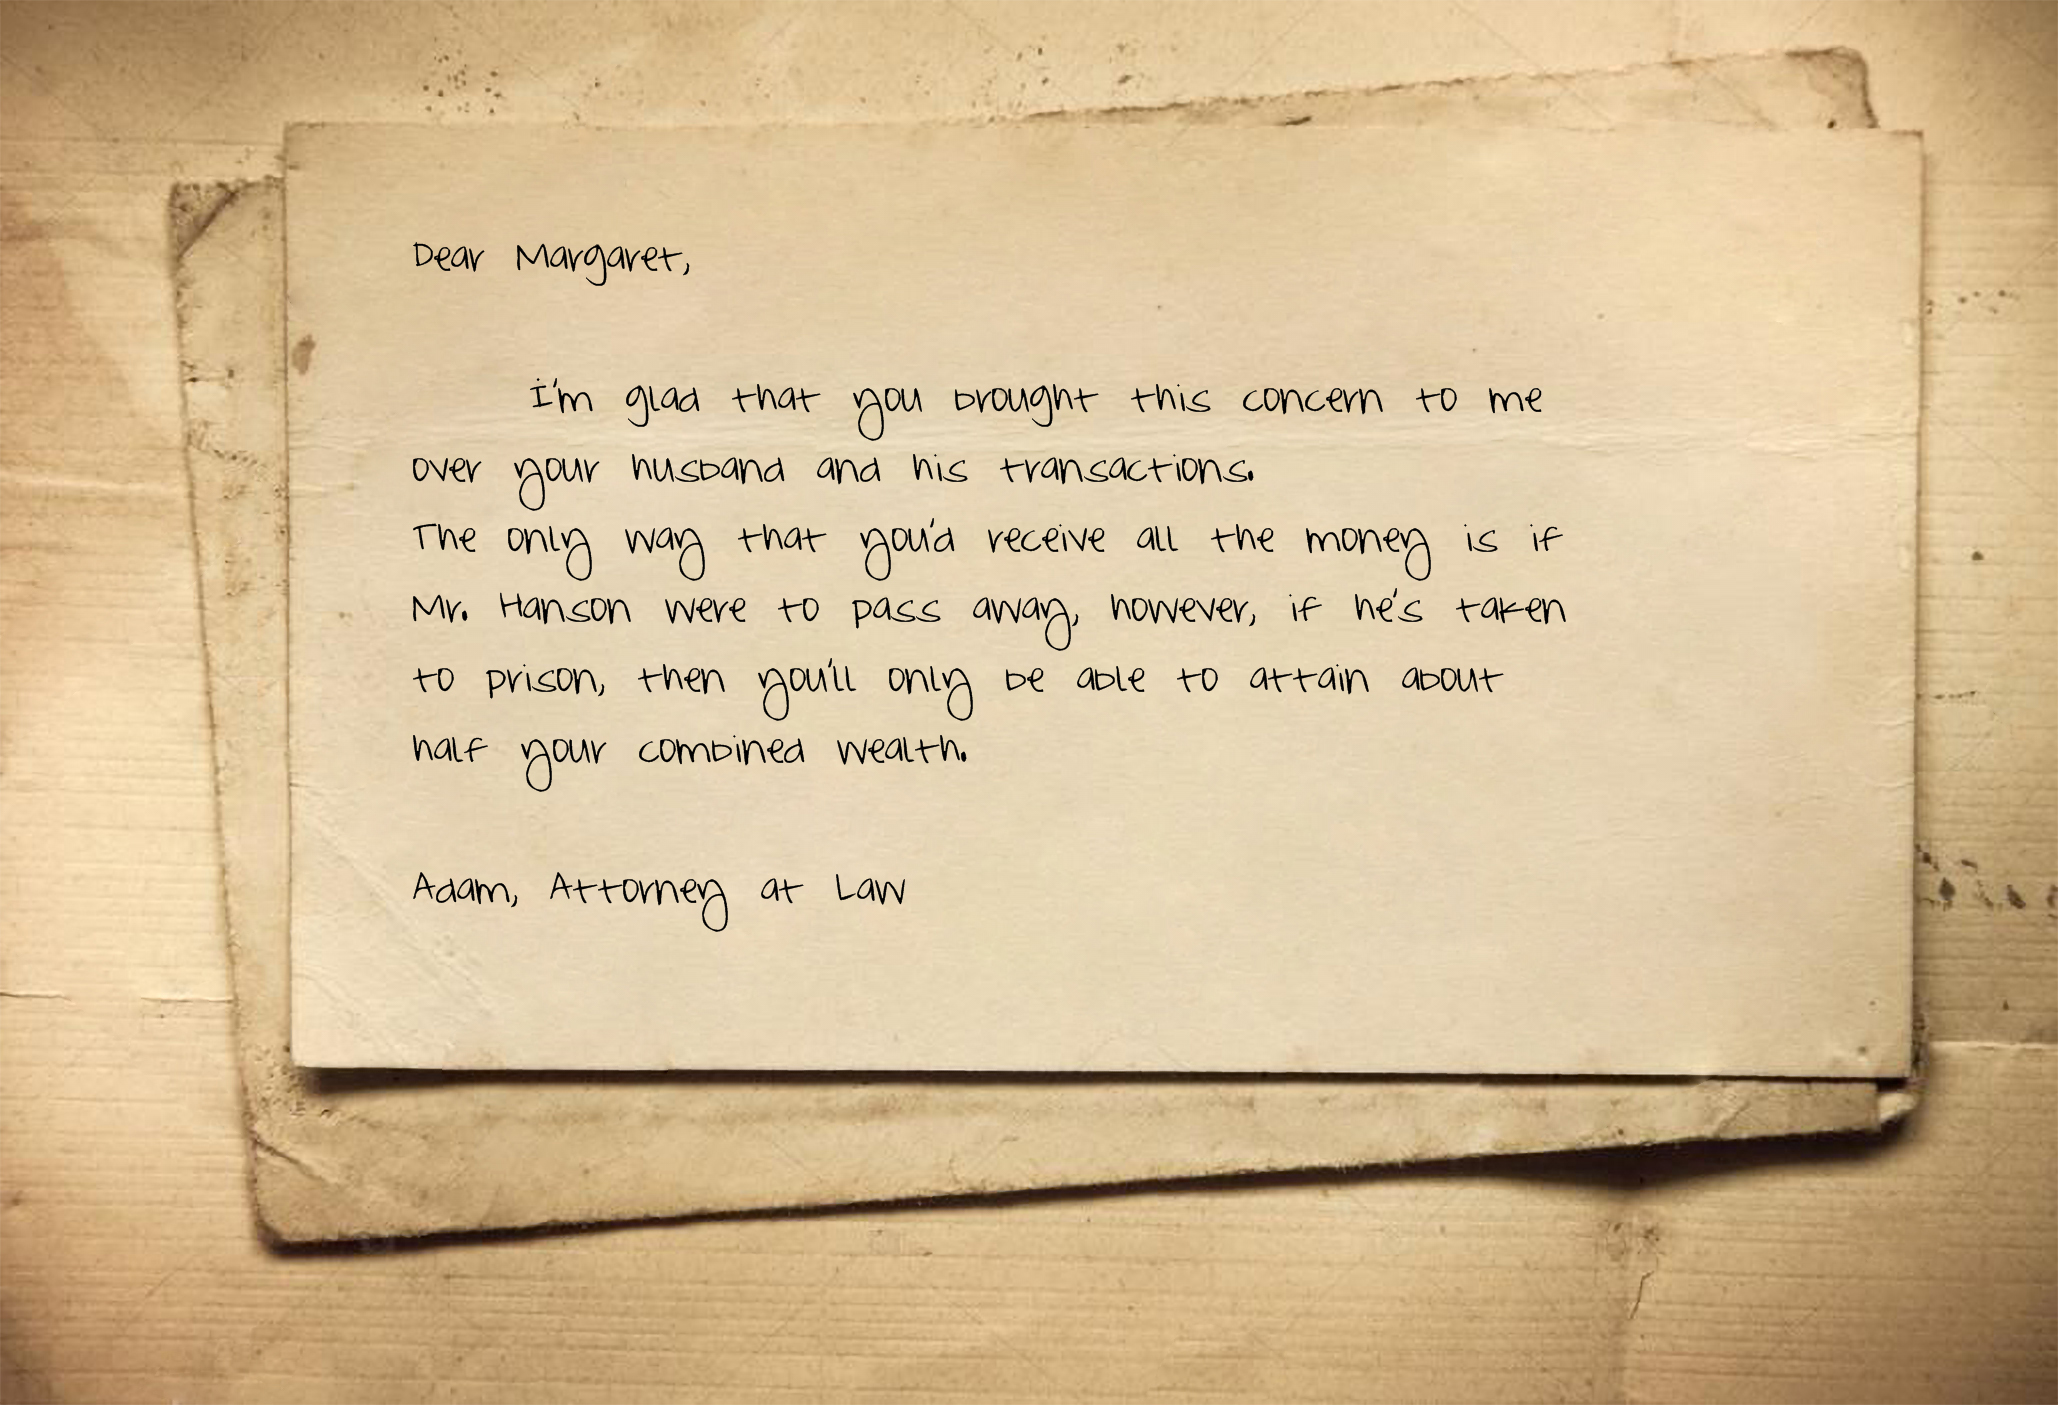 Dear Margaret,
I'm glad that you brought this concern to me
over your husband and his transactions.
The only way that you'd receive all the money is if
Mr. Hanson were to pass away, however, if he's taken
to prison, then you'll only be able to attain about
half your combined wealth.
Adam, Attorney at Law